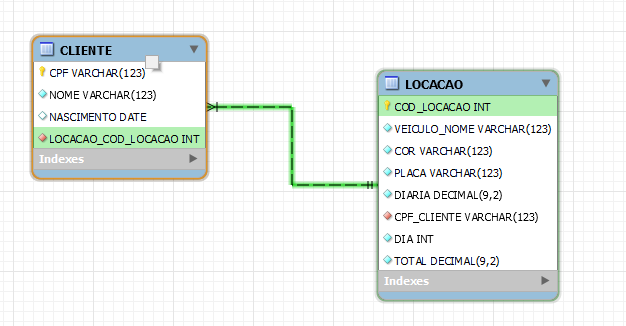 CLIENTE
CPF VARCHAR(123)
NOME VARCHAR(123)
NASCIMENTO DATE
LOCACAO_COD_LOCACAO INT
Indexes
LOCACAO
COD_LOCACAO INT
VEICULO_NOME VARCHAR(123)
COR VARCHAR(123)
PLACA VARCHAR(123)
DIARIA DECIMAL(9,2)
CPF_CLIENTE VARCHAR(123)
DIA INT
TOTAL DECIMAL(9,2)
Indexes